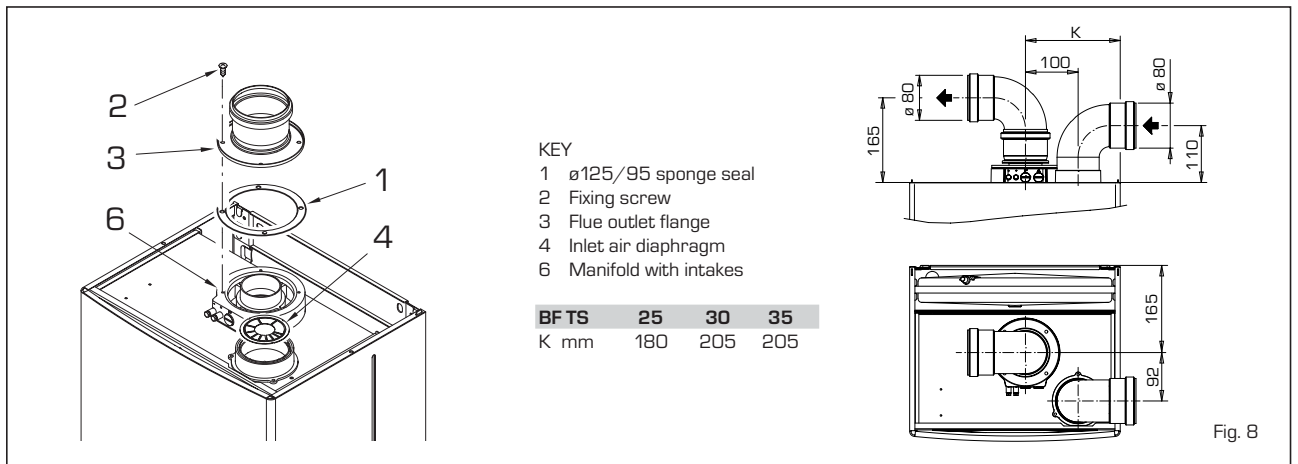 2
3
1
6
4
KEY
1 ø125/95 sponge seal
2 Fixing screw
3 Flue outlet flange
4 Inlet air diaphragm
6 Manifold with intakes
BF TS 25 30 35
K mm 180 205 205
K
100
ø 80
ø 80
165
110
165
92
Fig. 8